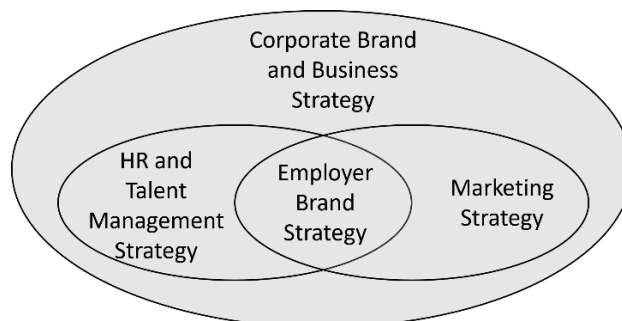 Corporate Brand
and Business
Strategy
HR and
Talent
Management
Strategy
Employer
Brand
Strategy
Marketing
Strategy